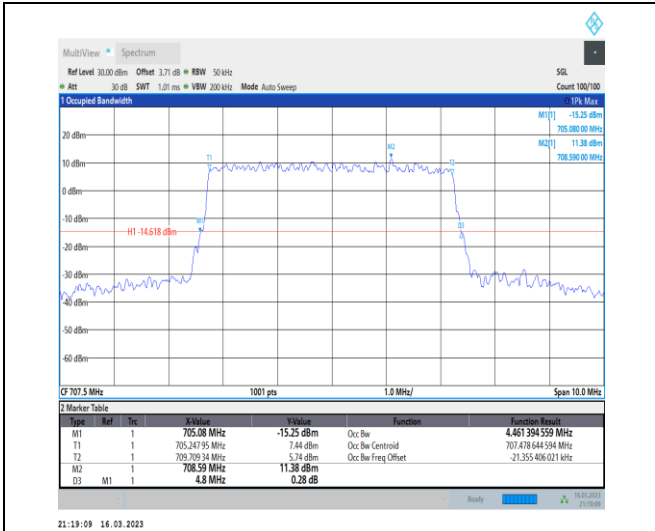 MultiView Spectrum
Ref Level 30.00 dBm Offset 3.71 dB RBW 50 kHz SGL
Att 30 dB SWT 1.01 ms VBW 200 kHz Mode Auto Sweep Count 100/100
1 Occupied Bandwidth 1Pk Max
M1[1] -15.25 dBm
705.080 00 MHz
M2[1] 11.38 dBm
708.590 00 MHz
20 dBm
M2
T1 T2
10 dBm
0 dBm
-10 dBm
M1 D3
H1 -14.618 dBm
-20 dBm
-30 dBm
-40 dBm
-50 dBm
-60 dBm
CF 707.5 MHz 1001 pts 1.0 MHz/ Span 10.0 MHz
2 Marker Table
Type Ref Trc X-Value Y-Value Function Function Result
M1 1 705.08 MHz -15.25 dBm Occ Bw 4.461 394 559 MHz
T1 1 705.247 95 MHz 7.44 dBm Occ Bw Centroid 707.478 644 594 MHz
T2 1 709.709 34 MHz 5.74 dBm Occ Bw Freq Offset -21.355 406 021 kHz
M2 1 708.59 MHz 11.38 dBm
D3 M1 1 4.8 MHz 0.28 dB
Ready 16.03.2023
21:19:09
21:19:09 16.03.2023